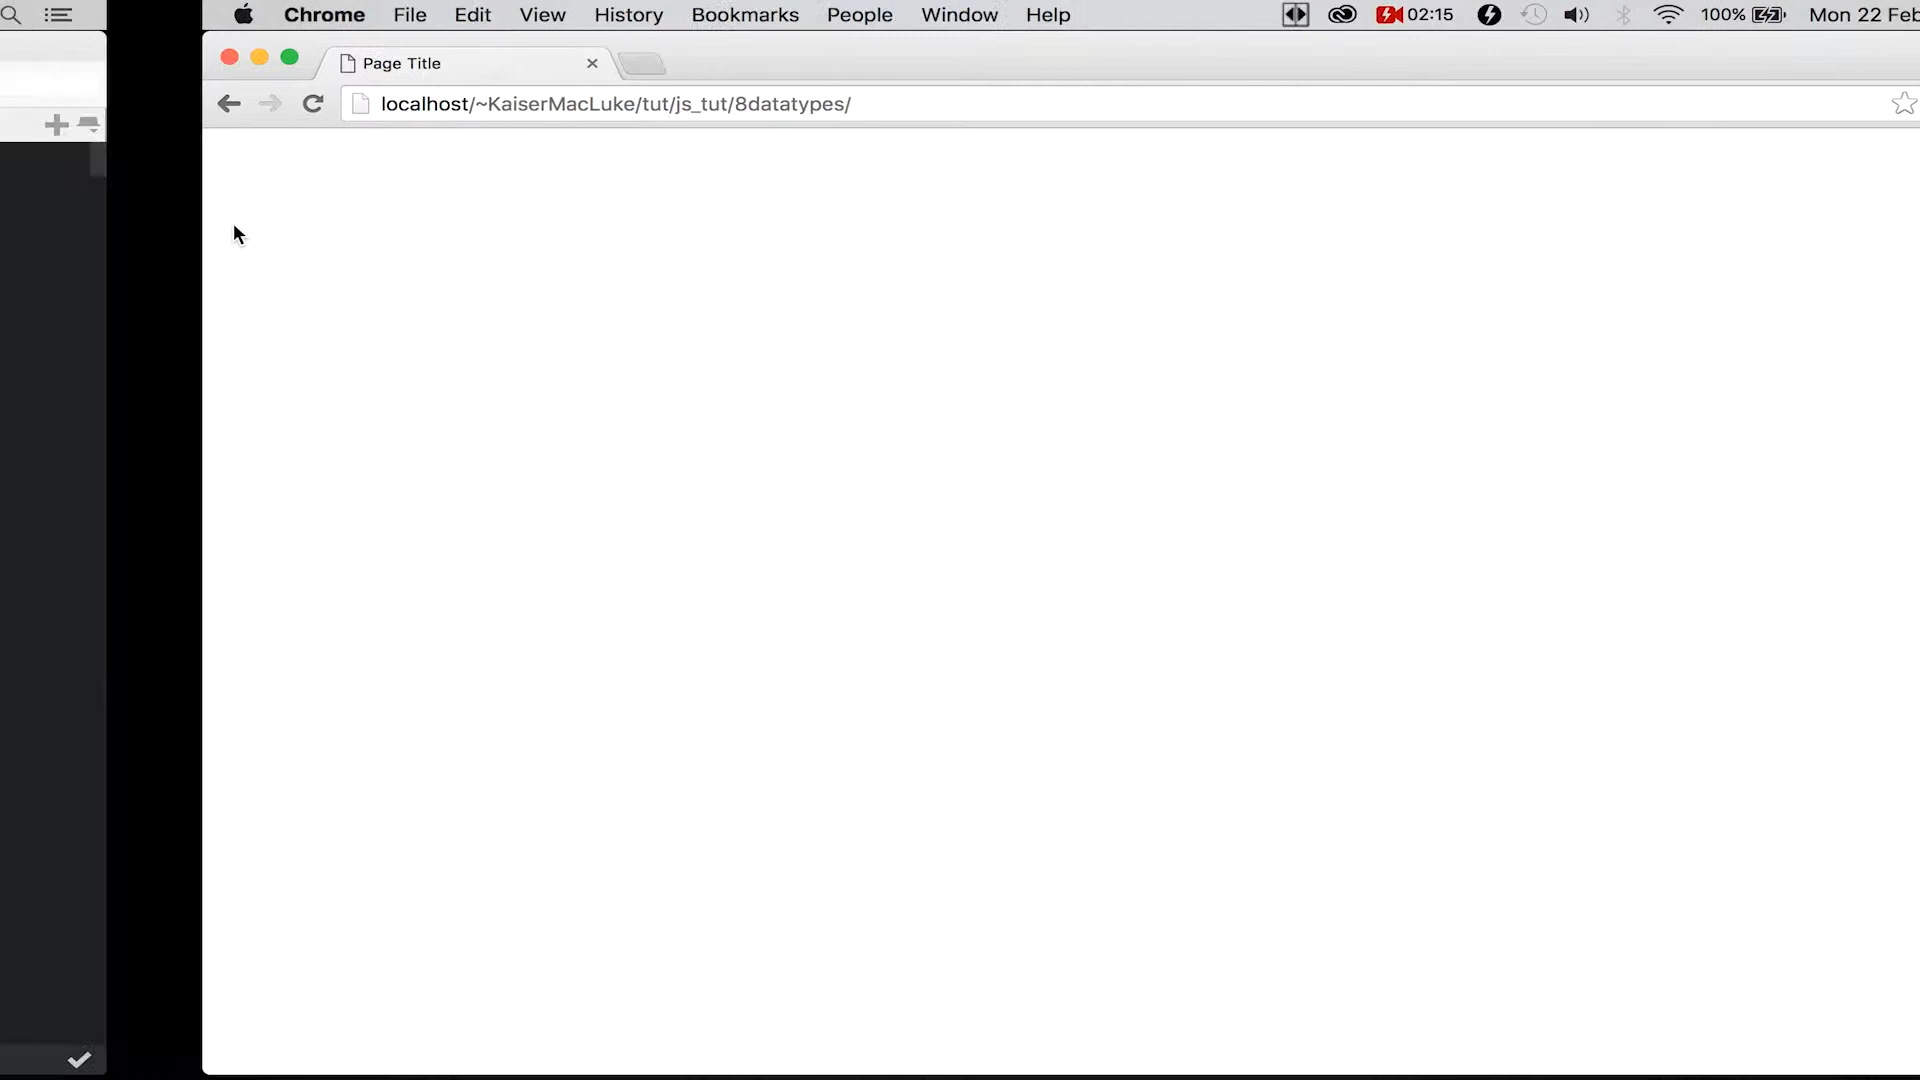 Chrome File Edit View History Bookmarks People Window Help 02:15 100% Mon 22 Feb
Page Title
localhost/~KaiserMacLuke/tut/js_tut/8datatypes/